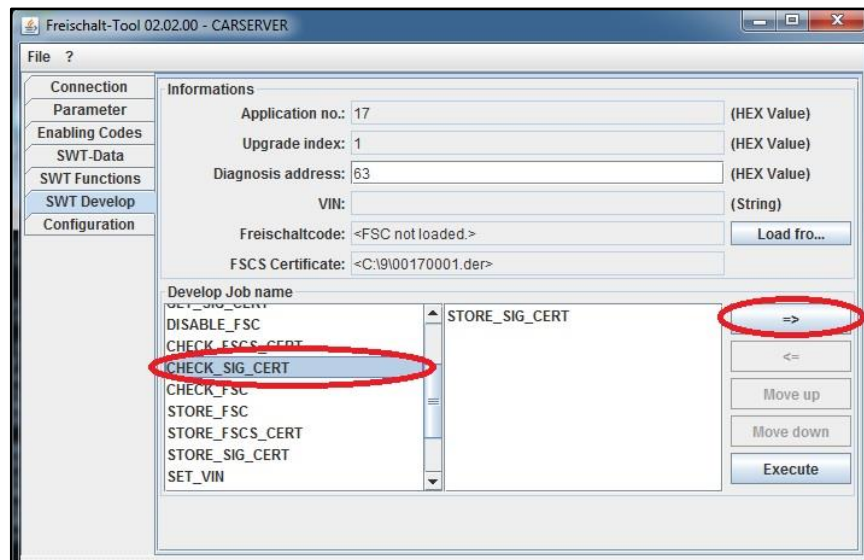 Freischalt-Tool 02.02.00 - CARSERVER
File ?
Connection
Parameter
Enabling Codes
SWT-Data
SWT Functions
SWT Develop
Configuration
Informations
Application no.: 17 (HEX Value)
Upgrade index: 1 (HEX Value)
Diagnosis address: 63 (HEX Value)
VIN: (String)
Freischaltcode: <FSC not loaded.> Load fro...
FSCS Certificate: <C:\9\00170001.der>
Develop Job name
DISABLE_FSC
CHECK_FSCS_CERT
CHECK_SIG_CERT
CHECK_FSC
STORE_FSC
STORE_FSCS_CERT
STORE_SIG_CERT
SET_VIN
STORE_SIG_CERT
=>
<=
Move up
Move down
Execute